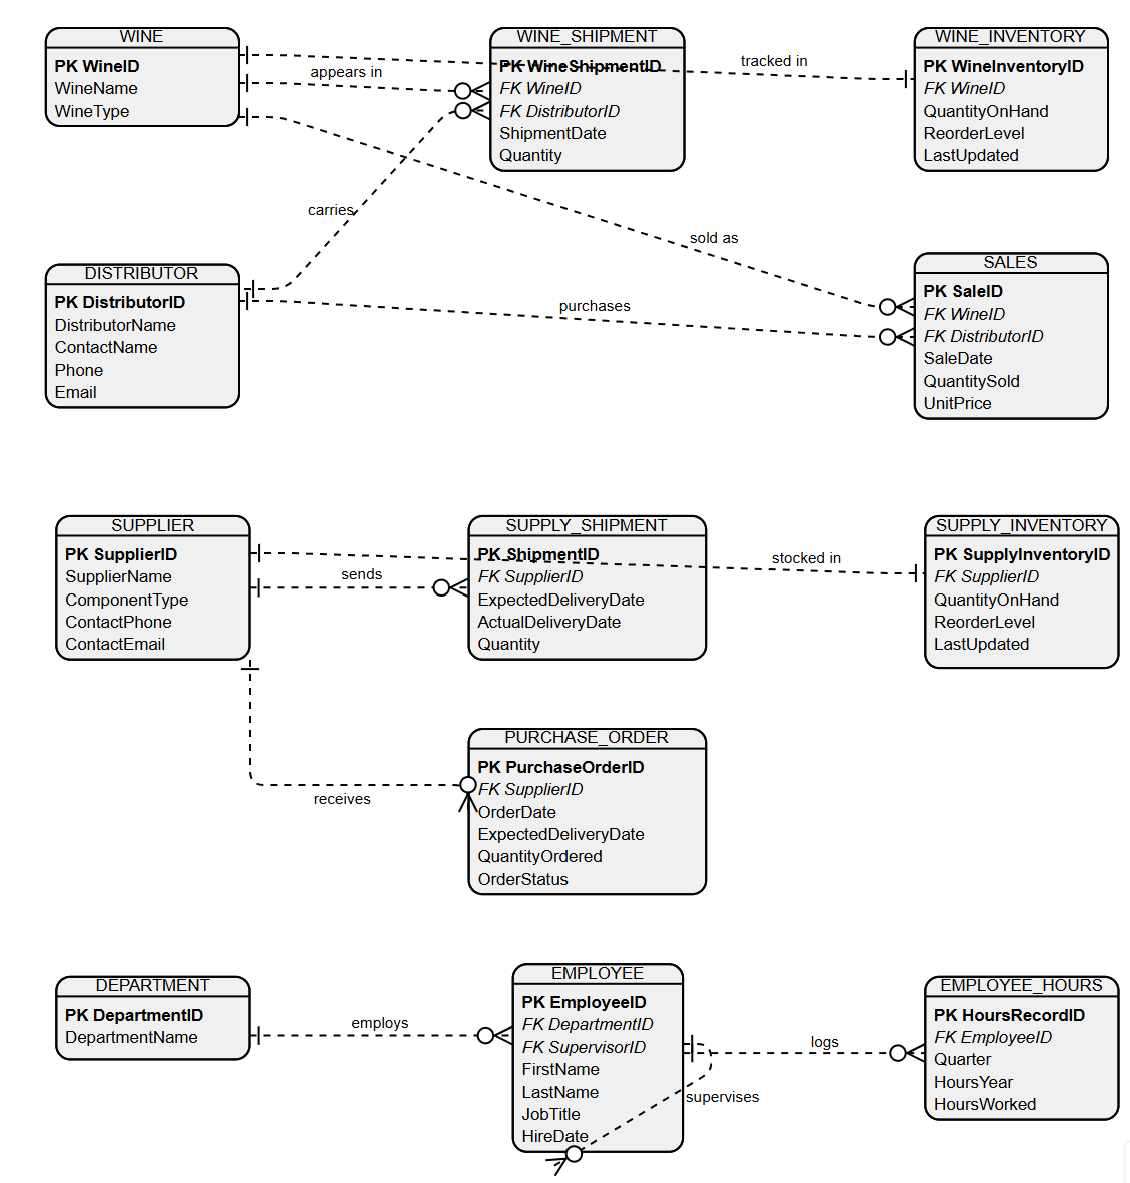 WINE
PK WineID
WineName
WineType
appears in
WINE_SHIPMENT
PK WineShipmentID
FK WineID
FK DistributorID
ShipmentDate
Quantity
tracked in
WINE_INVENTORY
PK WineInventoryID
FK WineID
QuantityOnHand
ReorderLevel
LastUpdated
carries
sold as
DISTRIBUTOR
PK DistributorID
DistributorName
ContactName
Phone
Email
purchases
SALES
PK SaleID
FK WineID
FK DistributorID
SaleDate
QuantitySold
UnitPrice
SUPPLIER
PK SupplierID
SupplierName
ComponentType
ContactPhone
ContactEmail
sends
SUPPLY_SHIPMENT
PK ShipmentID
FK SupplierID
ExpectedDeliveryDate
ActualDeliveryDate
Quantity
stocked in
SUPPLY_INVENTORY
PK SupplyInventoryID
FK SupplierID
QuantityOnHand
ReorderLevel
LastUpdated
receives
PURCHASE_ORDER
PK PurchaseOrderID
FK SupplierID
OrderDate
ExpectedDeliveryDate
QuantityOrdered
OrderStatus
DEPARTMENT
PK DepartmentID
DepartmentName
employs
EMPLOYEE
PK EmployeeID
FK DepartmentID
FK SupervisorID
FirstName
LastName
JobTitle
HireDate
logs
supervises
EMPLOYEE_HOURS
PK HoursRecordID
FK EmployeeID
Quarter
HoursYear
HoursWorked